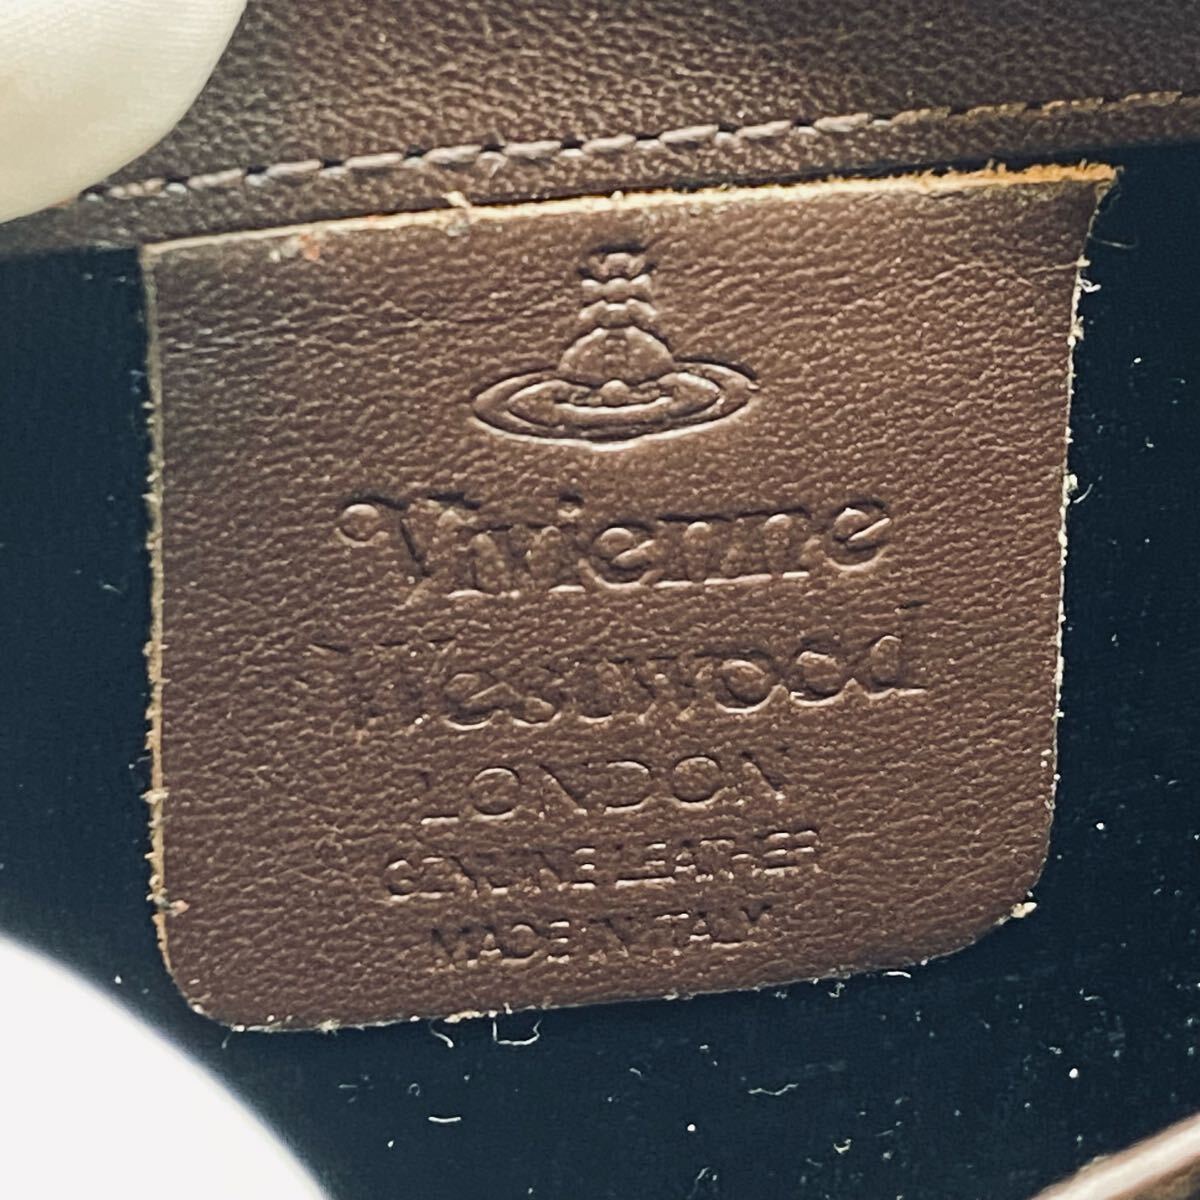 Vivienne
Westwood
LONDON
GENUINE LEATHER
MADE IN ITALY